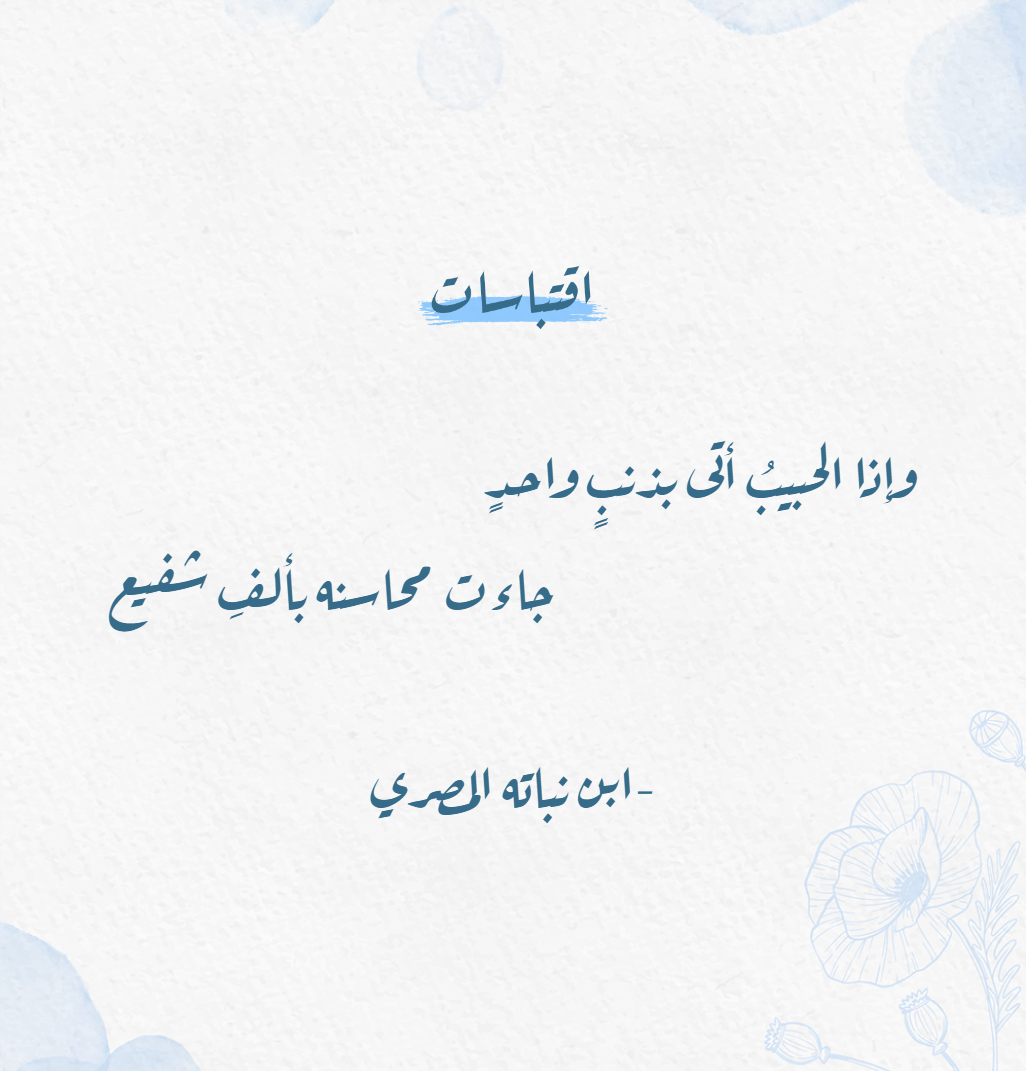 اقتباسات
وإذا الحبيبُ أتى بذنبٍ واحدٍ
جاءت محاسنه بألفِ شفيع
-ابن نباته المصري